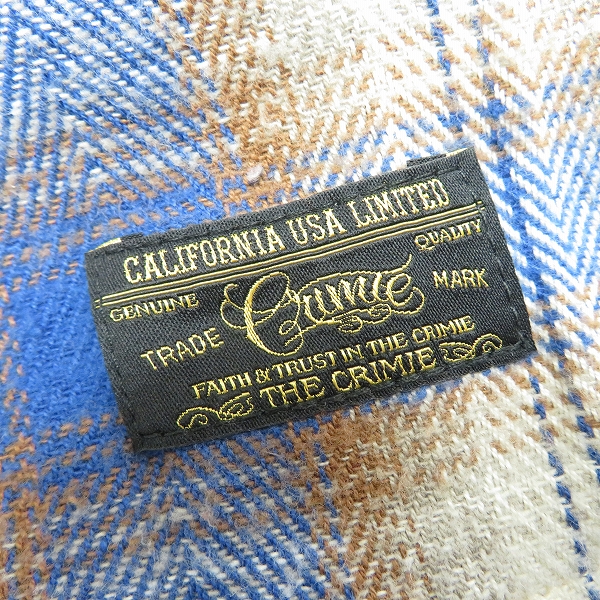 CALIFORNIA USA LIMITED
GENUINE QUALITY
TRADE Crimie MARK
FAITH & TRUST IN THE CRIMIE
THE CRIMIE